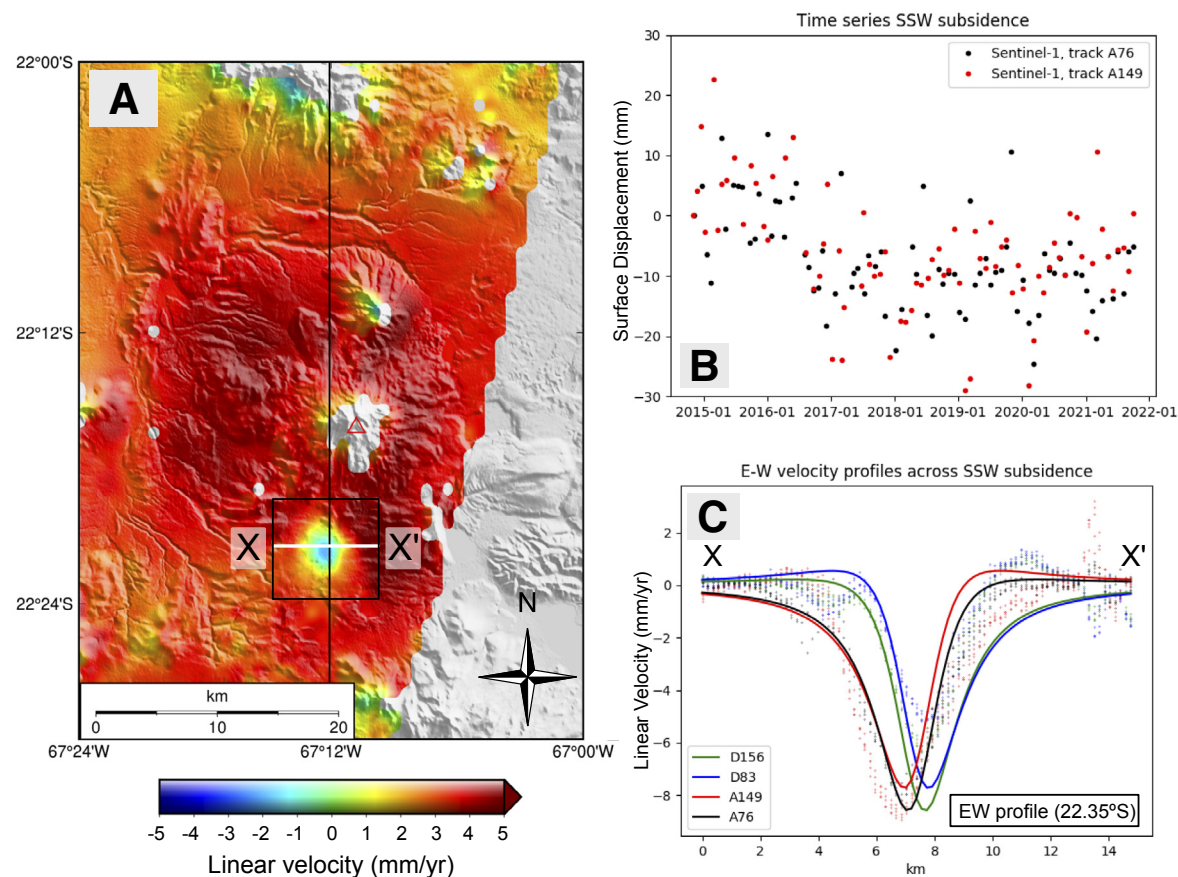 A
22°00'S
22°12'S
22°24'S
X
X'
N
km
0
10
20
67°24'W
67°12'W
67°00'W
-5 -4 -3 -2 -1 0 1 2 3 4 5
Linear velocity (mm/yr)
Time series SSW subsidence
Sentinel-1, track A76
Sentinel-1, track A149
Surface Displacement (mm)
30
20
10
0
−10
−20
−30
B
2015-01 2016-01 2017-01 2018-01 2019-01 2020-01 2021-01 2022-01
E-W velocity profiles across SSW subsidence
C
X
X'
Linear Velocity (mm/yr)
2
0
−2
−4
−6
−8
D156
D83
A149
A76
EW profile (22.35ºS)
0 2 4 6 8 10 12 14
km